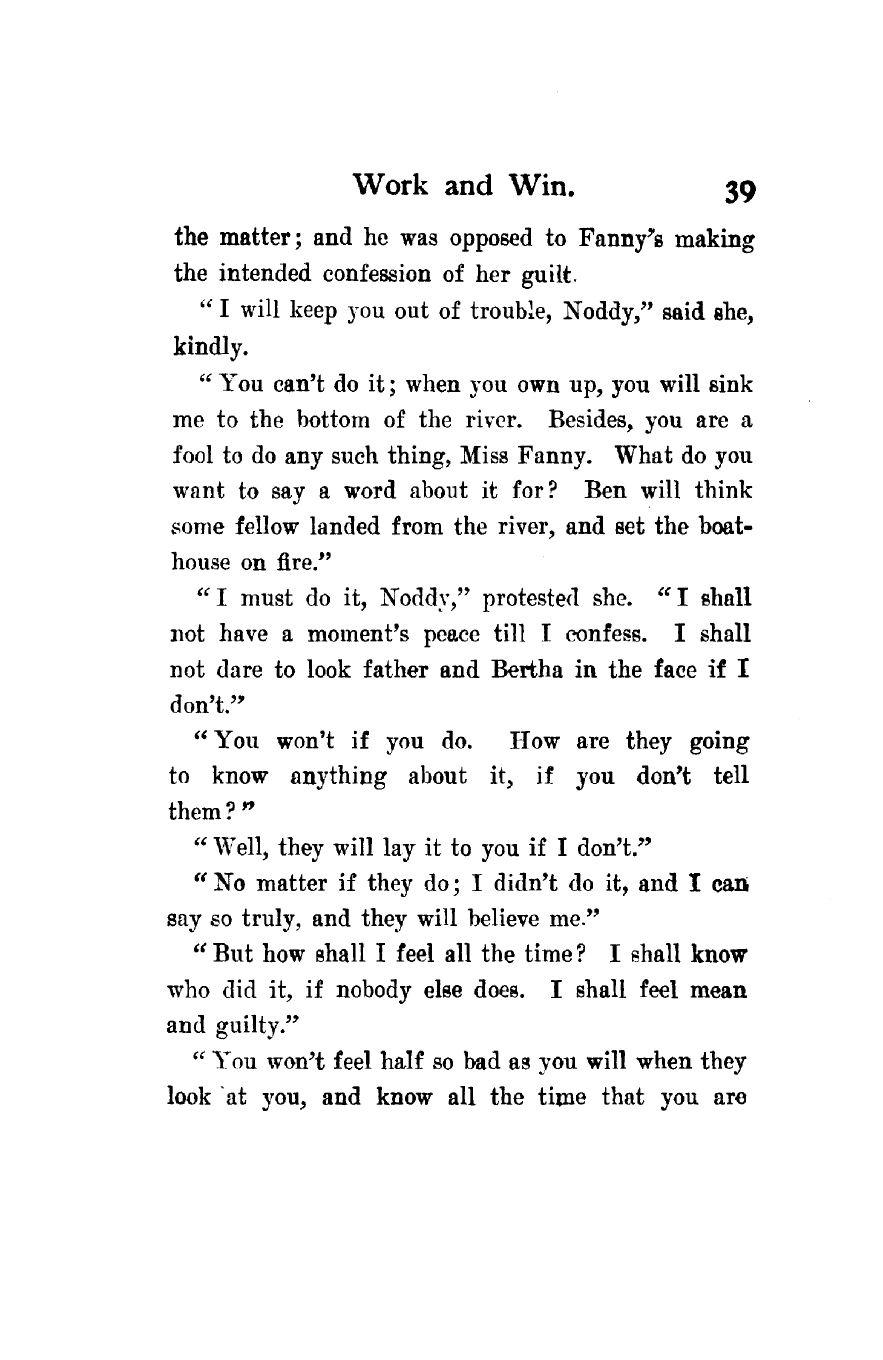 Work and Win. 39
the matter; and he was opposed to Fanny's making
the intended confession of her guilt.
"I will keep you out of trouble, Noddy," said she,
kindly.
"You can't do it; when you own up, you will sink
me to the bottom of the river. Besides, you are a
fool to do any such thing, Miss Fanny. What do you
want to say a word about it for? Ben will think
some fellow landed from the river, and set the boat-
house on fire."
"I must do it, Noddy," protested she. "I shall
not have a moment's peace till I confess. I shall
not dare to look father and Bertha in the face if I
don't."
"You won't if you do. How are they going
to know anything about it, if you don't tell
them?"
"Well, they will lay it to you if I don't."
"No matter if they do; I didn't do it, and I can
say so truly, and they will believe me."
"But how shall I feel all the time? I shall know
who did it, if nobody else does. I shall feel mean
and guilty."
"You won't feel half so bad as you will when they
look at you, and know all the time that you are